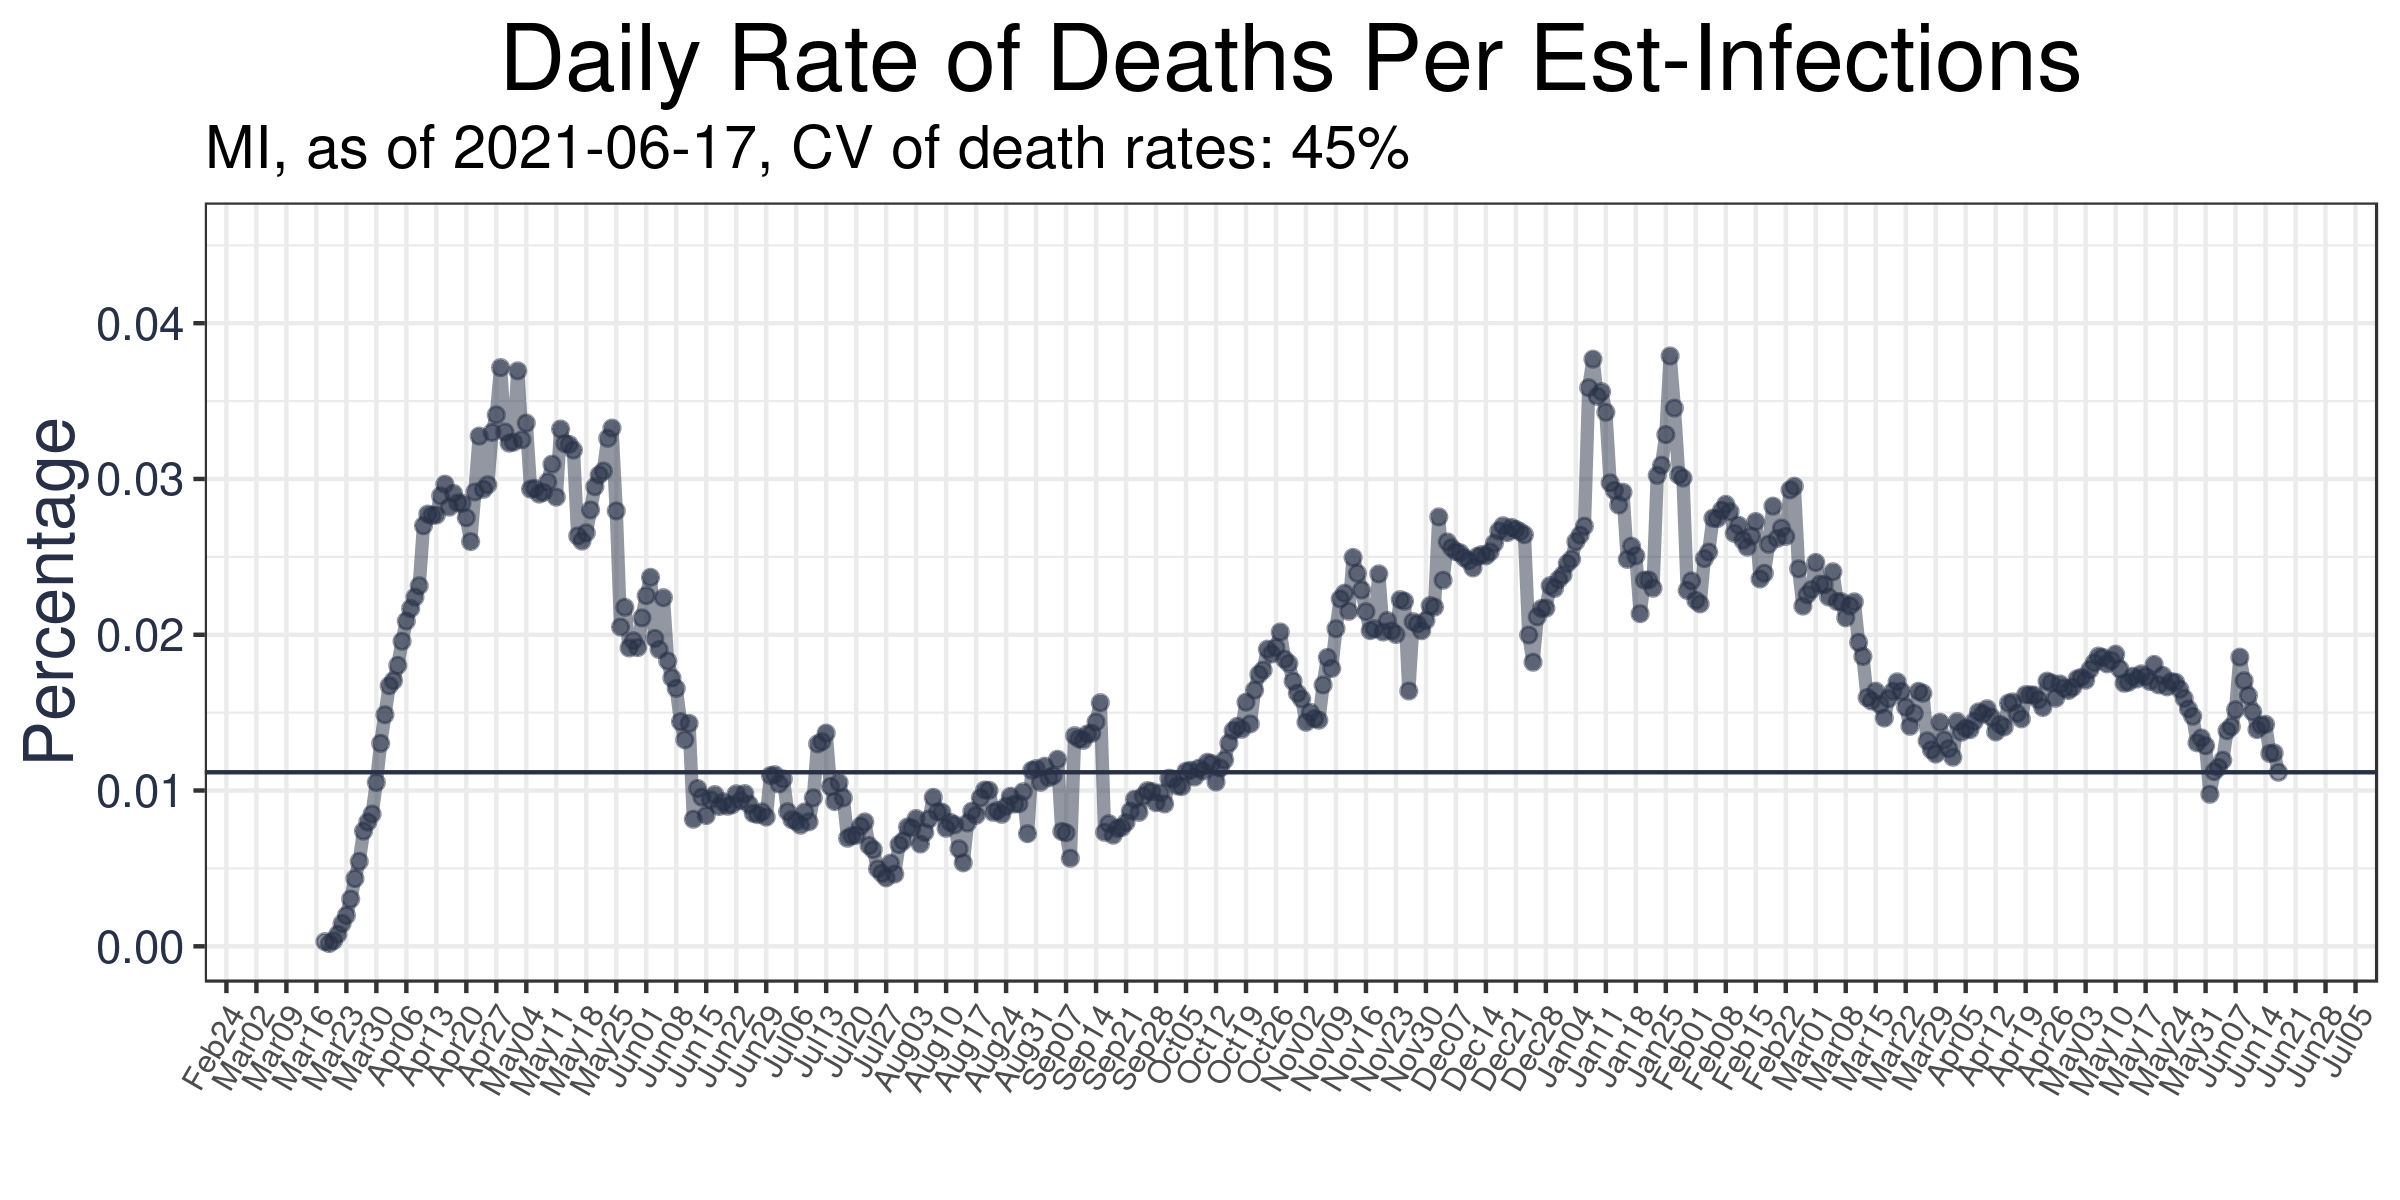 Daily Rate of Deaths Per Est-Infections
MI, as of 2021-06-17, CV of death rates: 45%
Percentage
0.04
0.03
0.02
0.01
0.00
Feb24
Mar02
Mar09
Mar16
Mar23
Mar30
Apr06
Apr13
Apr20
Apr27
May04
May11
May18
May25
Jun01
Jun08
Jun15
Jun22
Jun29
Jul06
Jul13
Jul20
Jul27
Aug03
Aug10
Aug17
Aug24
Aug31
Sep07
Sep14
Sep21
Sep28
Oct05
Oct12
Oct19
Oct26
Nov02
Nov09
Nov16
Nov23
Nov30
Dec07
Dec14
Dec21
Dec28
Jan04
Jan11
Jan18
Jan25
Feb01
Feb08
Feb15
Feb22
Mar01
Mar08
Mar15
Mar22
Mar29
Apr05
Apr12
Apr19
Apr26
May03
May10
May17
May24
May31
Jun07
Jun14
Jun21
Jun28
Jul05